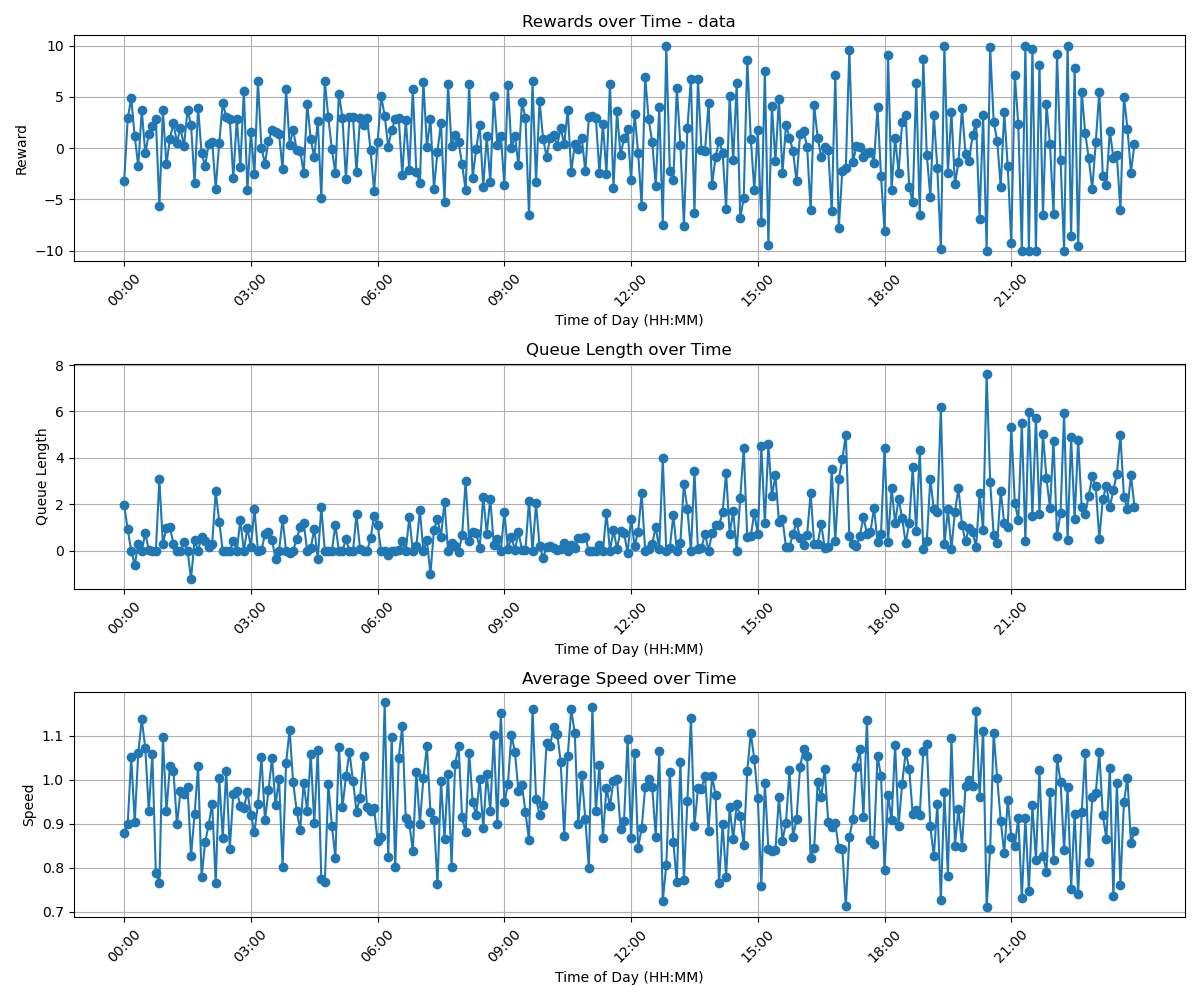 Rewards over Time - data
10
5
0
−5
−10
Reward
00:00 03:00 06:00 09:00 12:00 15:00 18:00 21:00
Time of Day (HH:MM)
Queue Length over Time
8
6
4
2
0
Queue Length
00:00 03:00 06:00 09:00 12:00 15:00 18:00 21:00
Time of Day (HH:MM)
Average Speed over Time
1.1
1.0
0.9
0.8
0.7
Speed
00:00 03:00 06:00 09:00 12:00 15:00 18:00 21:00
Time of Day (HH:MM)